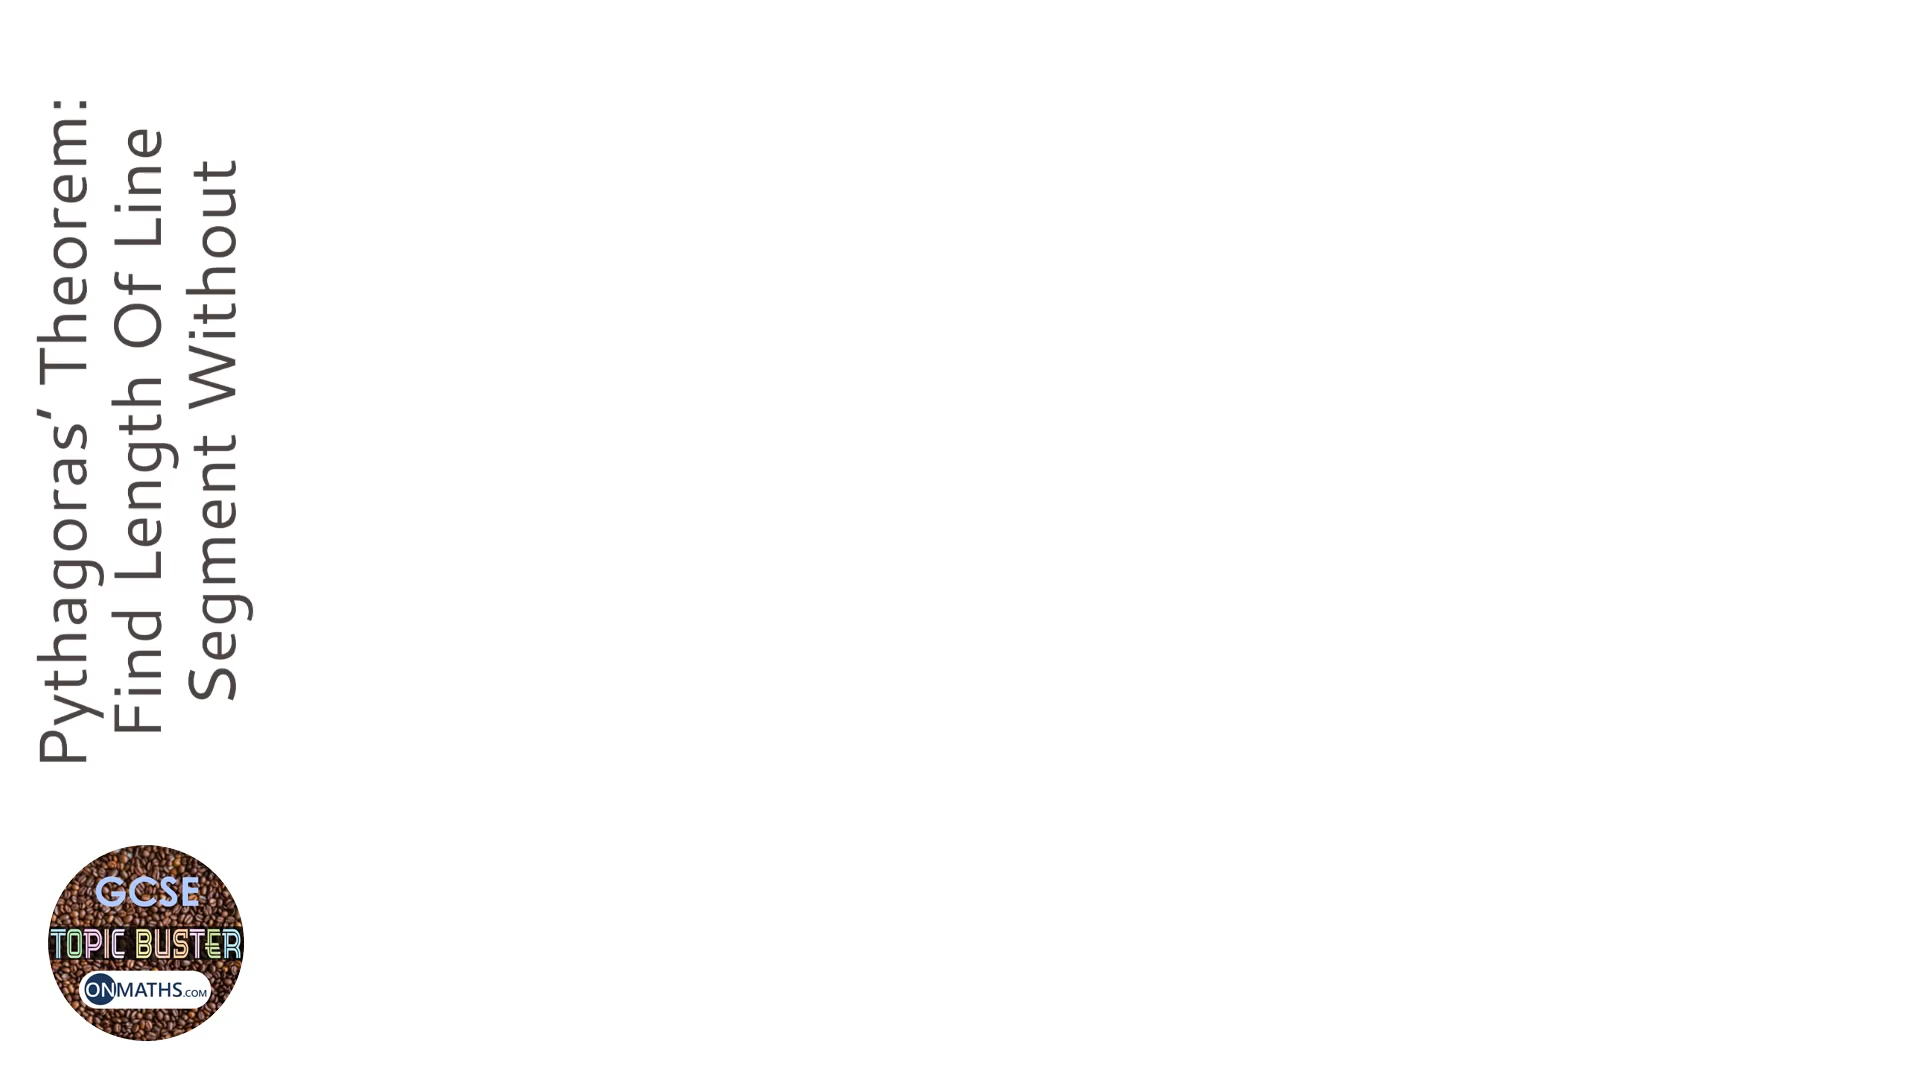 Pythagoras’ Theorem:
Find Length Of Line
Segment Without
GCSE
TOPIC BUSTER
ONMATHS.COM